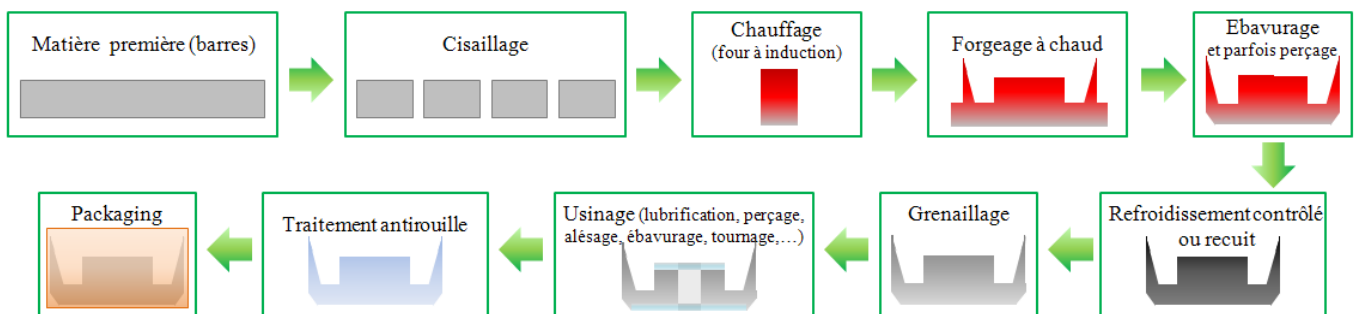 Matière première (barres)
Cisaillage
Chauffage
(four à induction)
Forgeage à chaud
Ebavurage
et parfois perçage
Refroidissement contrôlé
ou recuit
Grenaillage
Usinage (lubrification, perçage,
alésage, ébavurage, tournage,…)
Traitement antirouille
Packaging